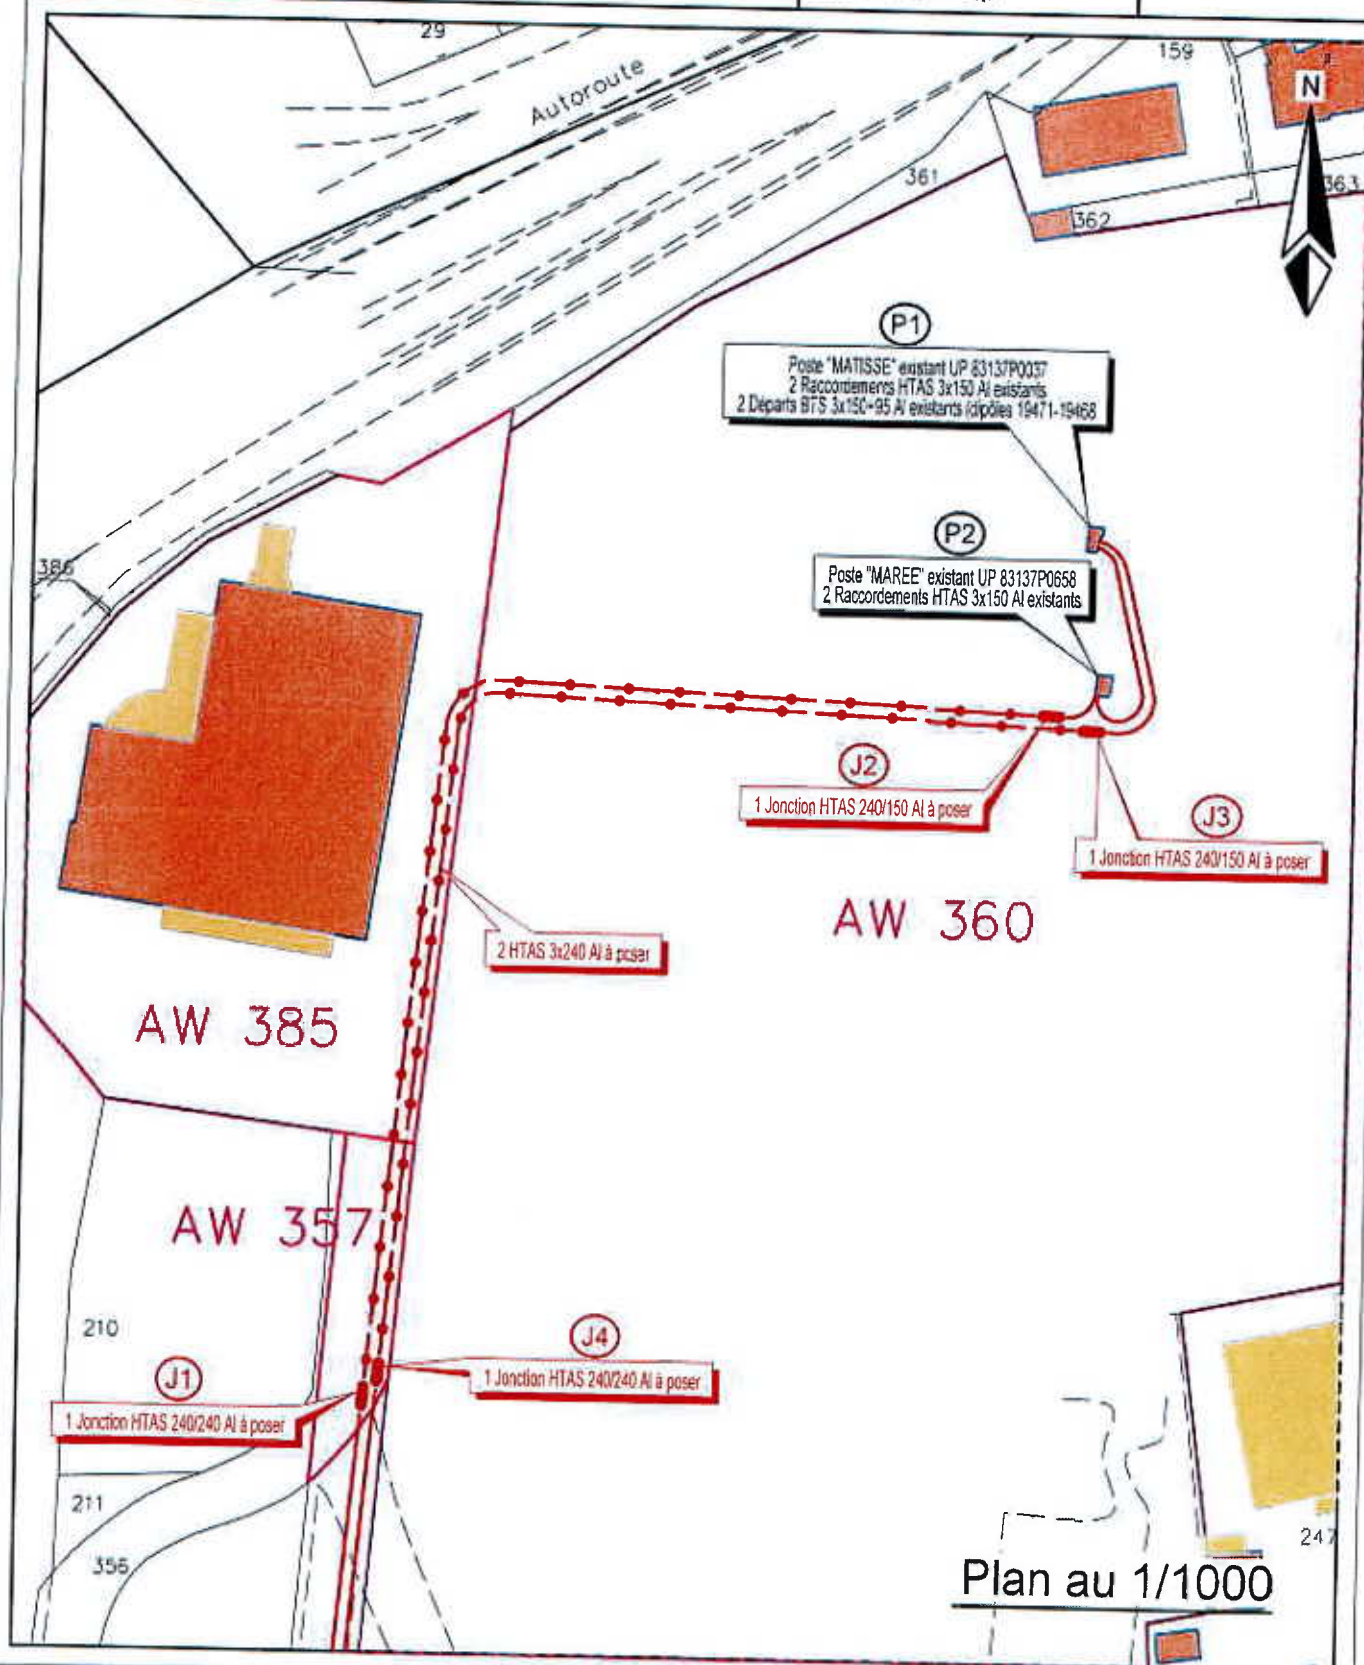 29
Autoroute
159
N
361
363
362
P1
Poste "MATISSE" existant UP 83137P0037
2 Raccordements HTAS 3x150 Al existants
2 Départs BTS 3x150+95 Al existants (dipôles 19471-19468
P2
Poste "MAREE" existant UP 83137P0658
2 Raccordements HTAS 3x150 Al existants
386
J2
1 Jonction HTAS 240/150 Al à poser
J3
1 Jonction HTAS 240/150 Al à poser
AW 360
2 HTAS 3x240 Al à poser
AW 385
AW 357
210
J4
1 Jonction HTAS 240/240 Al à poser
J1
1 Jonction HTAS 240/240 Al à poser
211
247
356
Plan au 1/1000